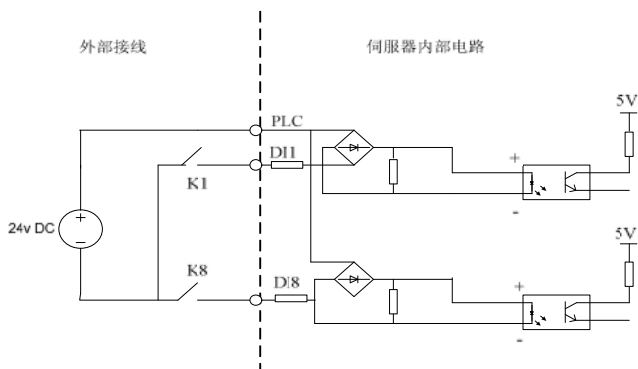 外部接线
伺服器内部电路
PLC
DI1
K1
5V
+
-
24v DC
+
−
K8
DI8
5V
+
-